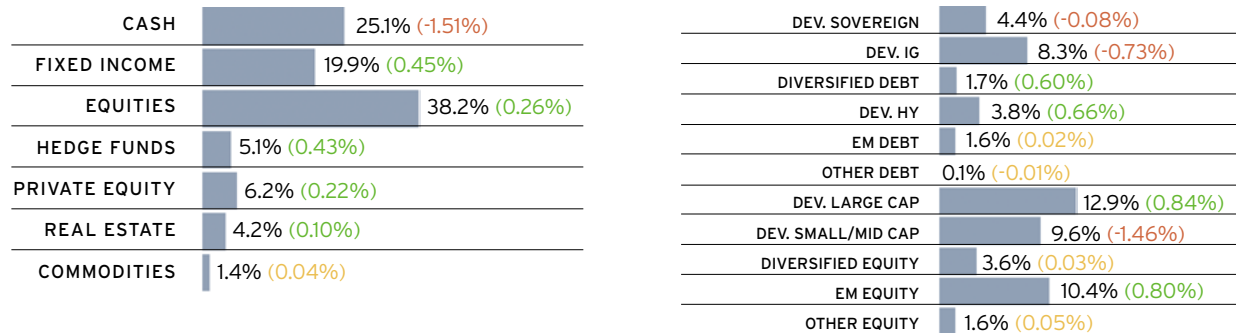 CASH 25.1% (-1.51%)
FIXED INCOME 19.9% (0.45%)
EQUITIES 38.2% (0.26%)
HEDGE FUNDS 5.1% (0.43%)
PRIVATE EQUITY 6.2% (0.22%)
REAL ESTATE 4.2% (0.10%)
COMMODITIES 1.4% (0.04%)
DEV. SOVEREIGN 4.4% (-0.08%)
DEV. IG 8.3% (-0.73%)
DIVERSIFIED DEBT 1.7% (0.60%)
DEV. HY 3.8% (0.66%)
EM DEBT 1.6% (0.02%)
OTHER DEBT 0.1% (-0.01%)
DEV. LARGE CAP 12.9% (0.84%)
DEV. SMALL/MID CAP 9.6% (-1.46%)
DIVERSIFIED EQUITY 3.6% (0.03%)
EM EQUITY 10.4% (0.80%)
OTHER EQUITY 1.6% (0.05%)